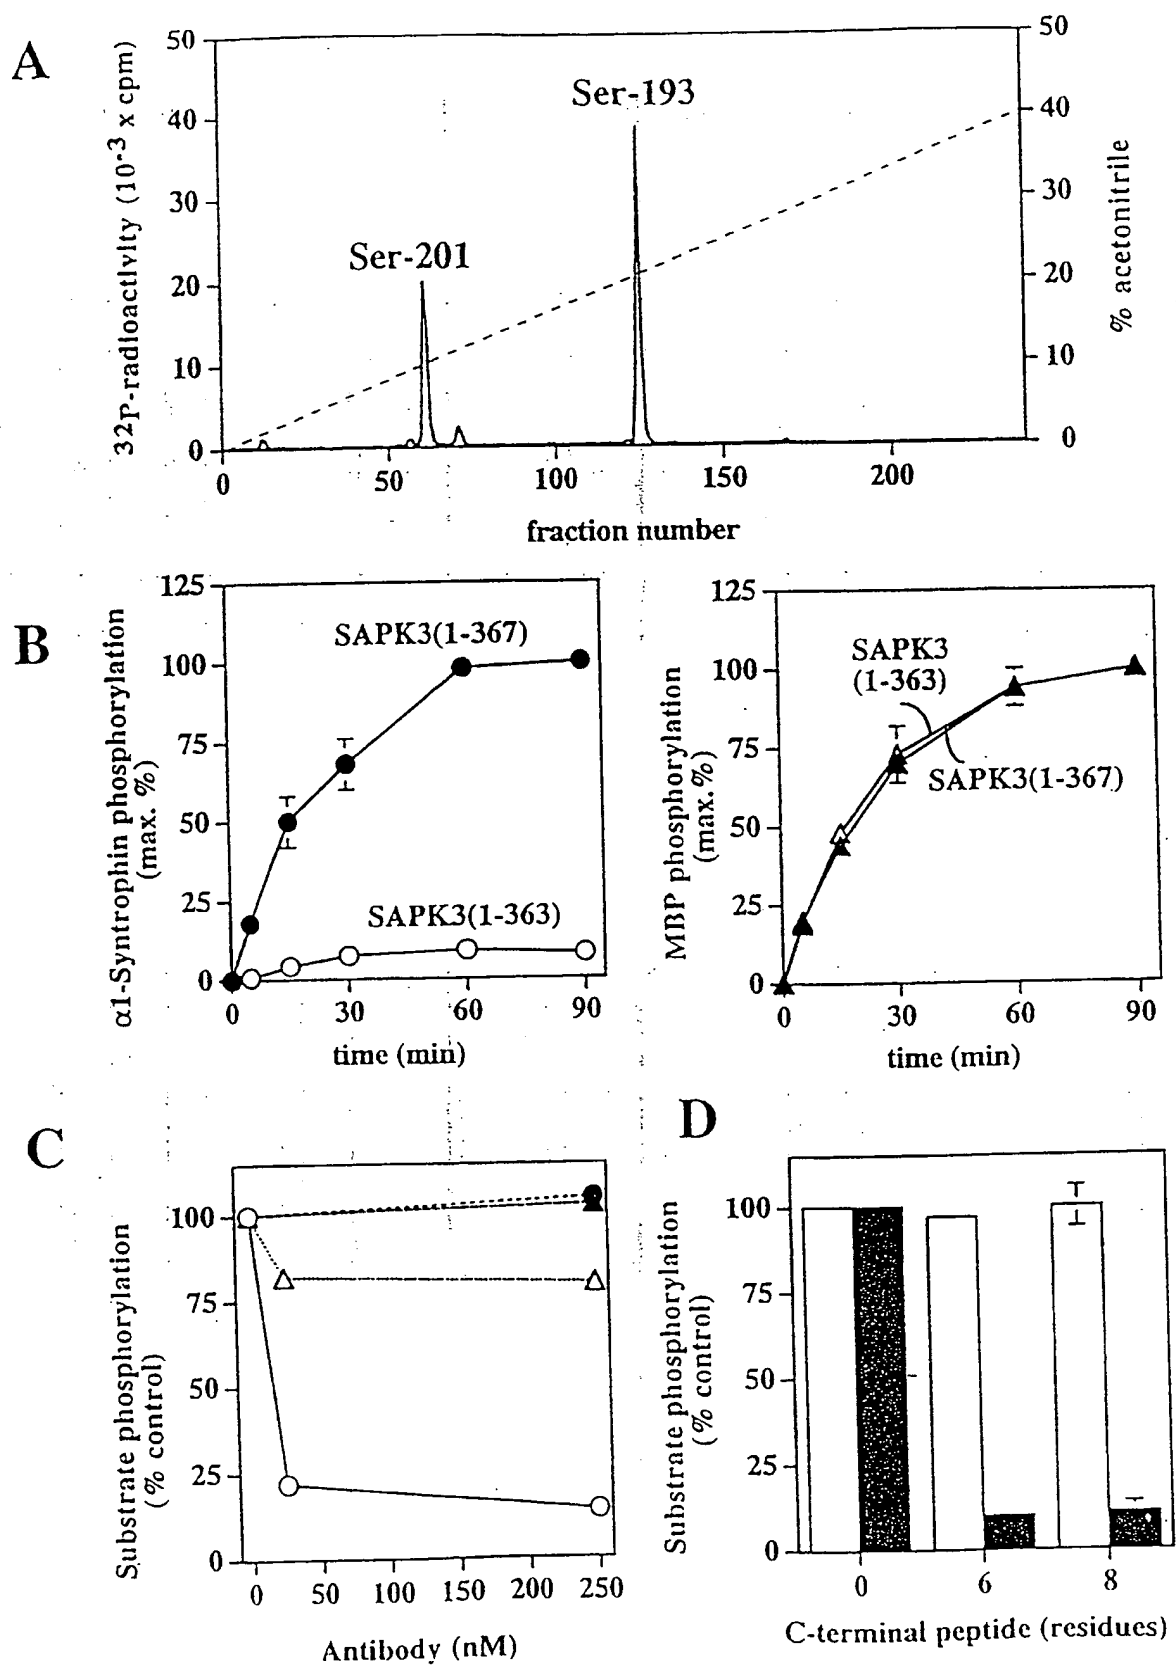 A
50
40
30
20
10
0
32P-radioactivity (10-3 x cpm)
Ser-201
Ser-193
50
40
30
20
10
0
% acetonitrile
0 50 100 150 200
fraction number
B
125
100
75
50
25
0
α1-Syntrophin phosphorylation
(max. %)
SAPK3(1-367)
SAPK3(1-363)
0 30 60 90
time (min)
125
100
75
50
25
0
MBP phosphorylation
(max.%)
SAPK3
(1-363)
SAPK3(1-367)
0 30 60 90
time (min)
C
100
75
50
25
0
Substrate phosphorylation
(% control)
0 50 100 150 200 250
Antibody (nM)
D
100
75
50
25
0
Substrate phosphorylation
(% control)
0 6 8
C-terminal peptide (residues)